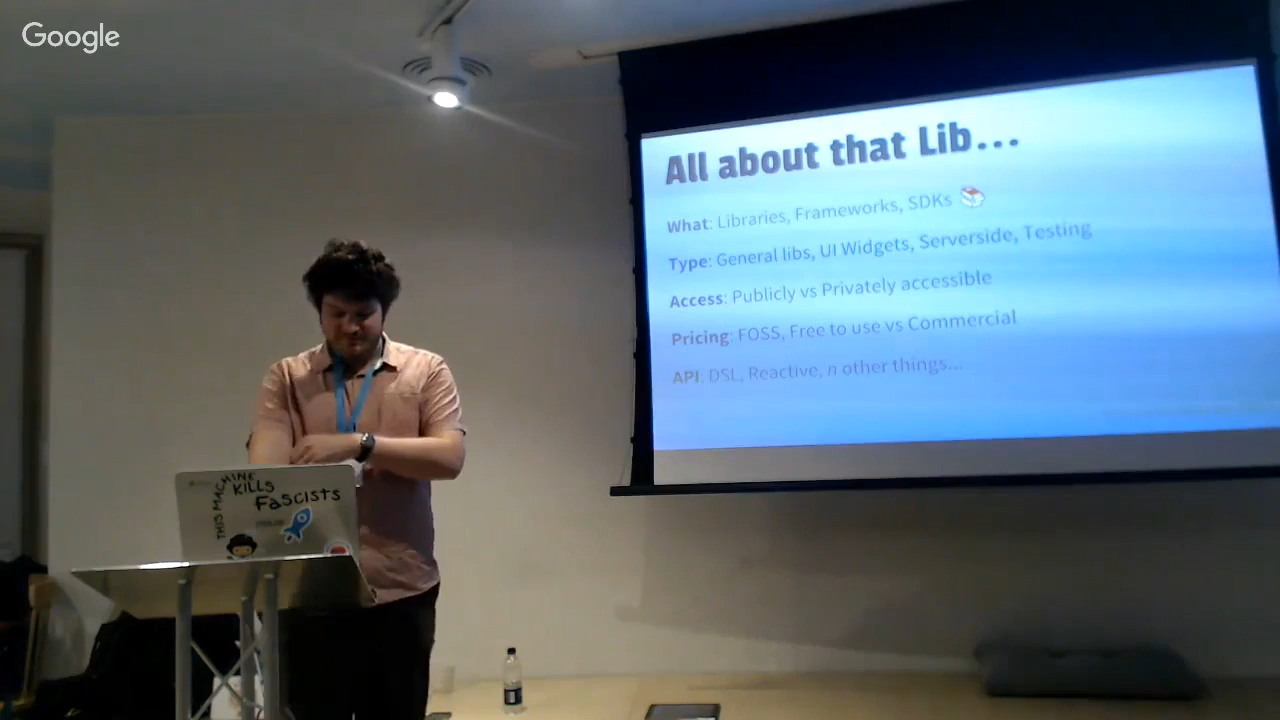 Google
All about that Lib...
What: Libraries, Frameworks, SDKs
Type: General libs, UI Widgets, Serverside, Testing
Access: Publicly vs Privately accessible
Pricing: FOSS, Free to use vs Commercial
API: DSL, Reactive, n other things...
THIS MACHINE
KILLS
FASCISTS